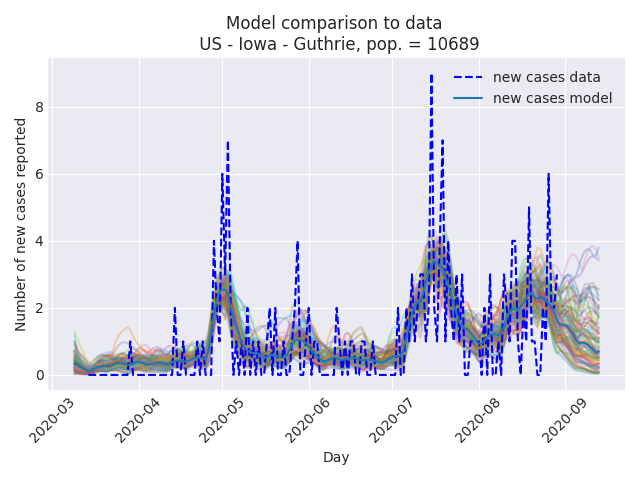 Model comparison to data
US - Iowa - Guthrie, pop. = 10689
new cases data
new cases model
Number of new cases reported
8
6
4
2
0
2020-03
2020-04
2020-05
2020-06
2020-07
2020-08
2020-09
Day